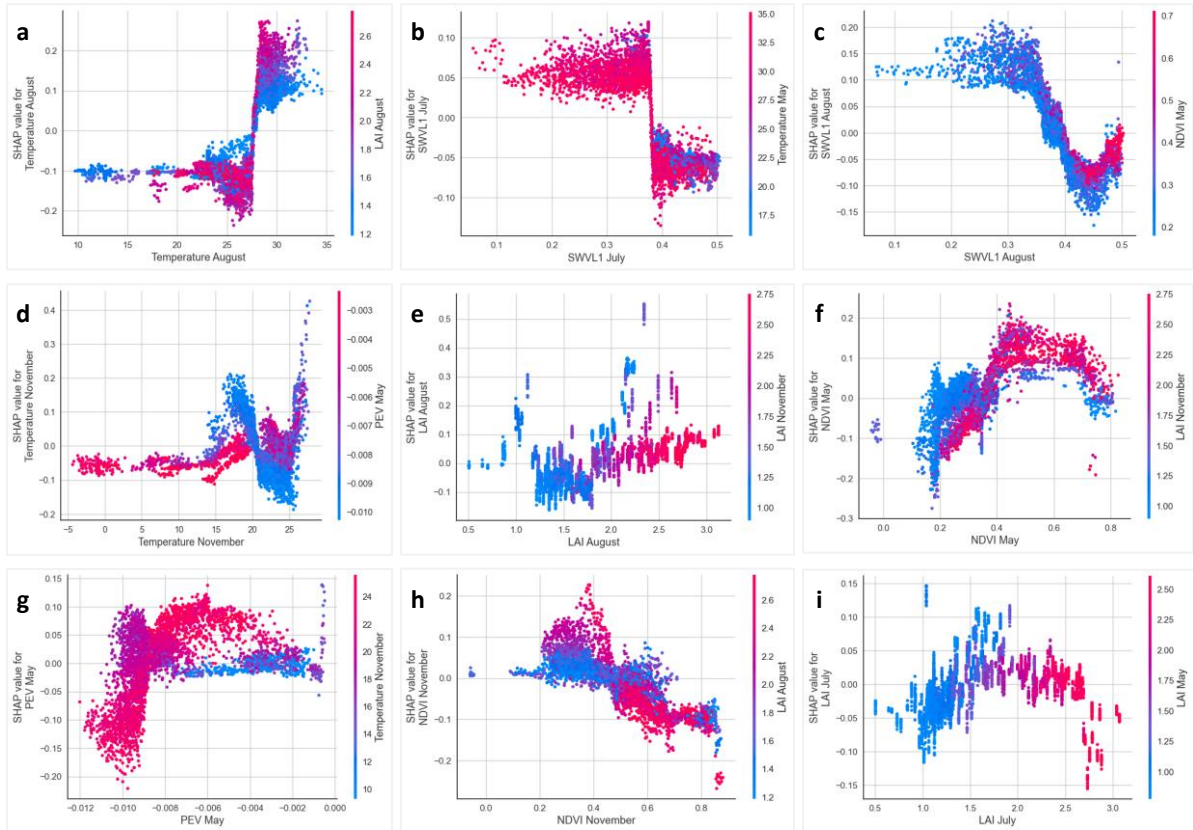 a
SHAP value for
Temperature August
0.2
0.1
0.0
−0.1
−0.2
10 15 20 25 30 35
Temperature August
2.6
2.4
2.2
2.0
1.8
1.6
1.4
1.2
LAI August
b
SHAP value for
SWVL1 July
0.10
0.05
0.00
−0.05
−0.10
0.1 0.2 0.3 0.4 0.5
SWVL1 July
35.0
32.5
30.0
27.5
25.0
22.5
20.0
17.5
Temperature May
c
SHAP value for
SWVL1 August
0.20
0.15
0.10
0.05
0.00
−0.05
−0.10
−0.15
0.1 0.2 0.3 0.4 0.5
SWVL1 August
0.7
0.6
0.5
0.4
0.3
0.2
NDVI May
d
SHAP value for
Temperature November
0.4
0.3
0.2
0.1
0.0
−0.1
−0.2
−5 0 5 10 15 20 25
Temperature November
−0.003
−0.004
−0.005
−0.006
−0.007
−0.008
−0.009
−0.010
PEV May
e
SHAP value for
LAI August
0.5
0.4
0.3
0.2
0.1
0.0
−0.1
0.5 1.0 1.5 2.0 2.5 3.0
LAI August
2.75
2.50
2.25
2.00
1.75
1.50
1.25
1.00
LAI November
f
SHAP value for
NDVI May
0.2
0.1
0.0
−0.1
−0.2
−0.3
0.0 0.2 0.4 0.6 0.8
NDVI May
2.75
2.50
2.25
2.00
1.75
1.50
1.25
1.00
LAI November
g
SHAP value for
PEV May
0.15
0.10
0.05
0.00
−0.05
−0.10
−0.15
−0.20
−0.012 −0.010 −0.008 −0.006 −0.004 −0.002 0.000
PEV May
24
22
20
18
16
14
12
10
Temperature November
h
SHAP value for
NDVI November
0.2
0.1
0.0
−0.1
−0.2
−0.3
0.0 0.2 0.4 0.6 0.8
NDVI November
2.6
2.4
2.2
2.0
1.8
1.6
1.4
1.2
LAI August
i
SHAP value for
LAI July
0.15
0.10
0.05
0.00
−0.05
−0.10
−0.15
0.5 1.0 1.5 2.0 2.5 3.0
LAI July
2.50
2.25
2.00
1.75
1.50
1.25
1.00
LAI May